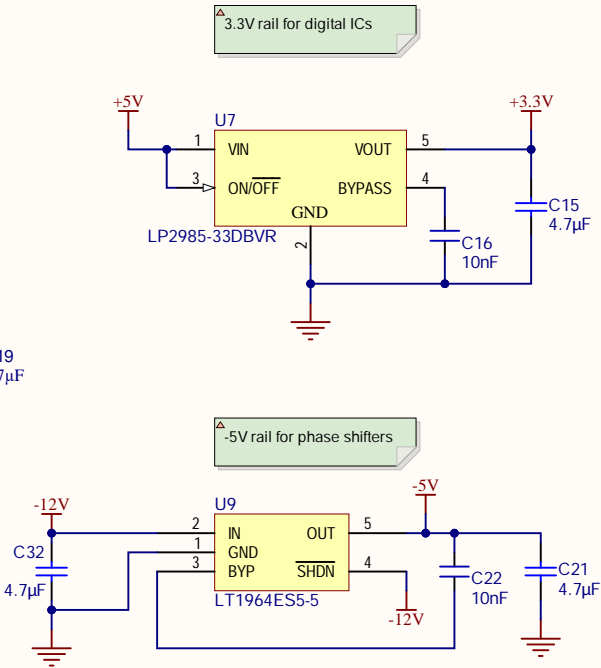 3.3V rail for digital ICs
+5V
+3.3V
U7
1
VIN
VOUT
5
3
ON/OFF
BYPASS
4
GND
2
LP2985-33DBVR
C15
4.7µF
C16
10nF
19
7µF
-5V rail for phase shifters
-5V
-12V
U9
2
IN
OUT
5
1
GND
3
BYP
SHDN
4
LT1964ES5-5
-12V
C32
4.7µF
C22
10nF
C21
4.7µF